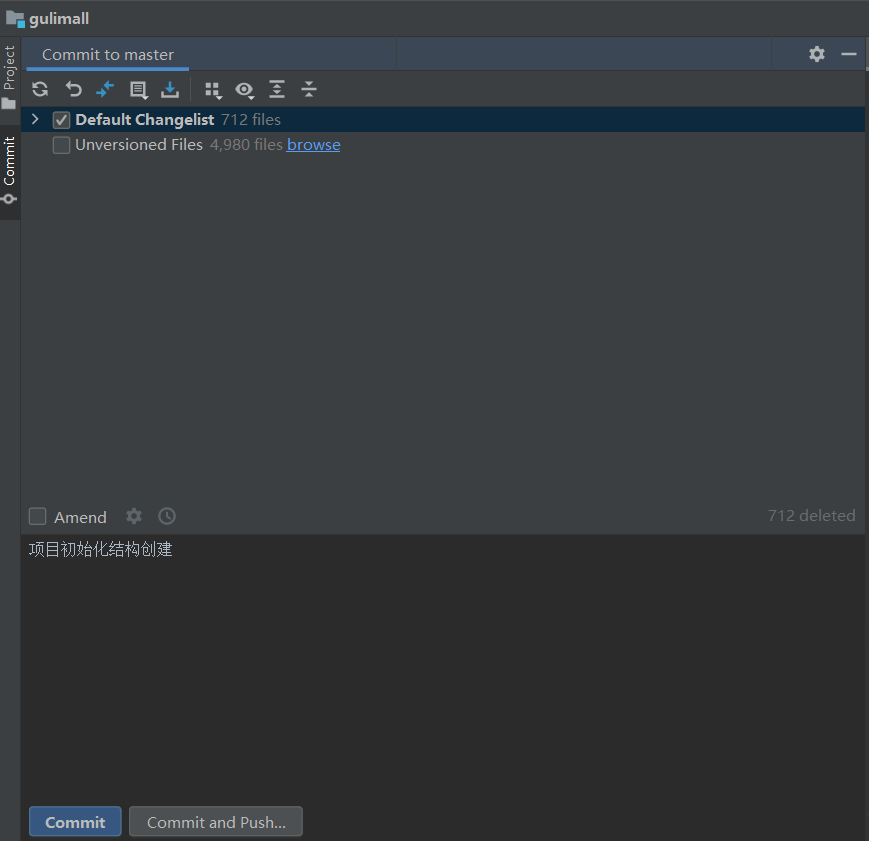 gulimall
Project
Commit
Commit to master
Default Changelist 712 files
Unversioned Files 4,980 files browse
Amend
712 deleted
项目初始化结构创建
Commit
Commit and Push...